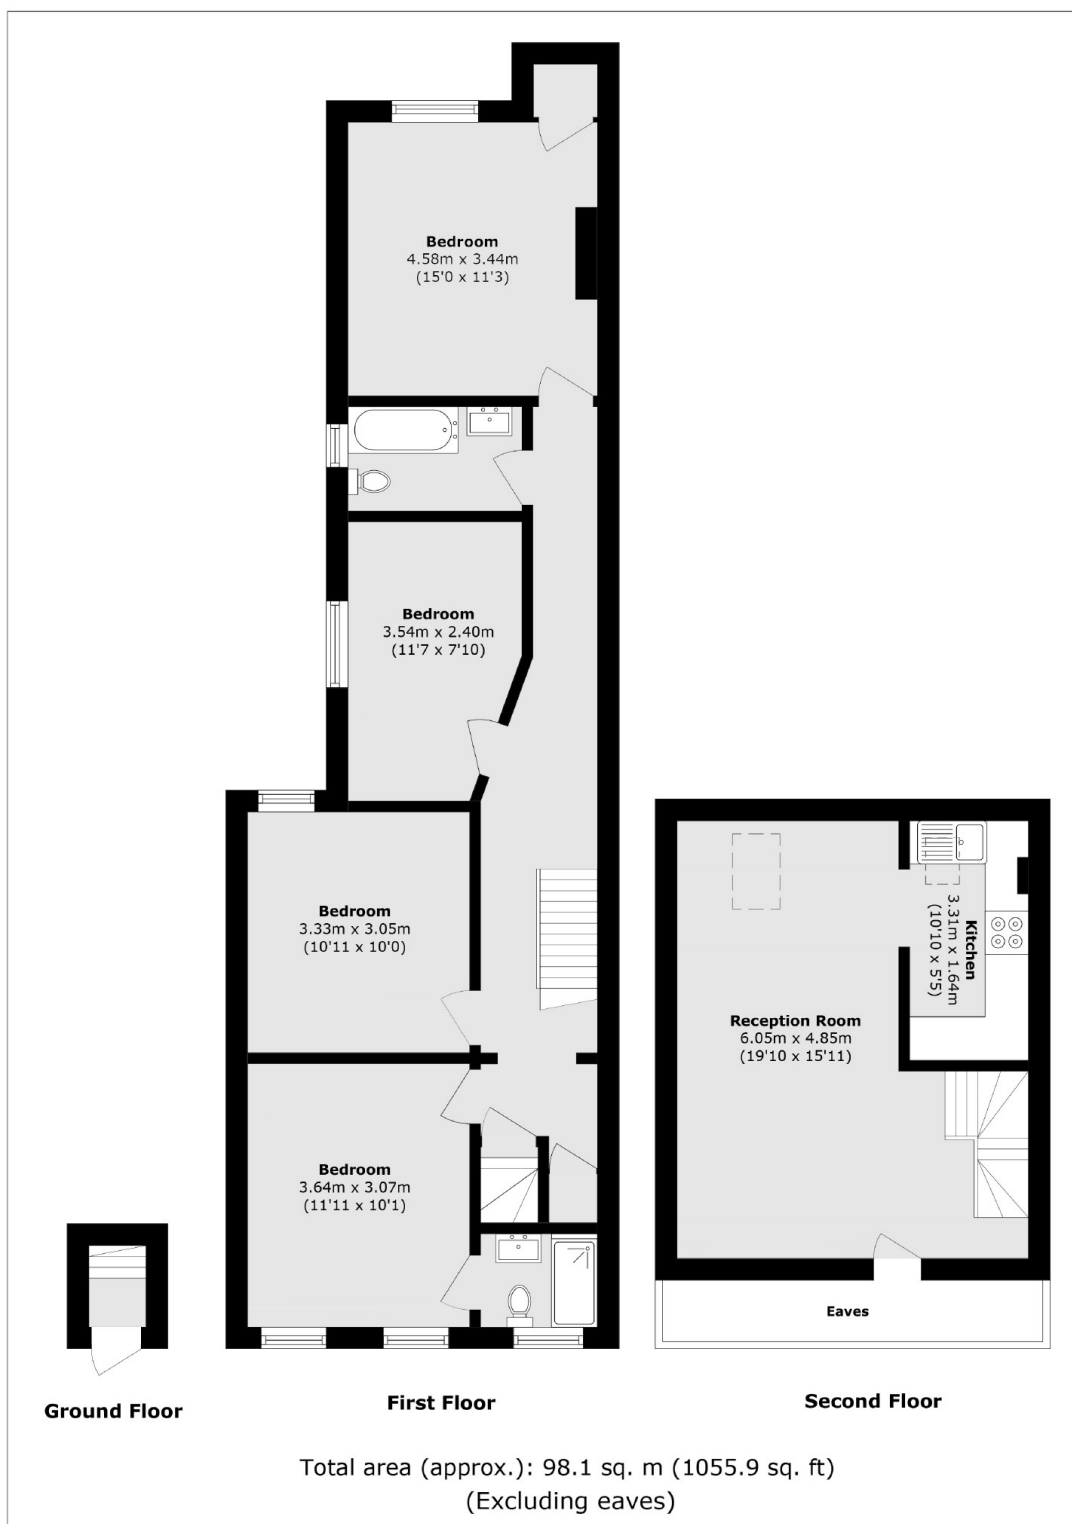 Bedroom
4.58m x 3.44m
(15'0 x 11'3)
Bedroom
3.54m x 2.40m
(11'7 x 7'10)
Bedroom
3.33m x 3.05m
(10'11 x 10'0)
Bedroom
3.64m x 3.07m
(11'11 x 10'1)
Kitchen
3.31m x 1.64m
(10'10 x 5'5)
Reception Room
6.05m x 4.85m
(19'10 x 15'11)
Eaves
Ground Floor
First Floor
Second Floor
Total area (approx.): 98.1 sq. m (1055.9 sq. ft)
(Excluding eaves)